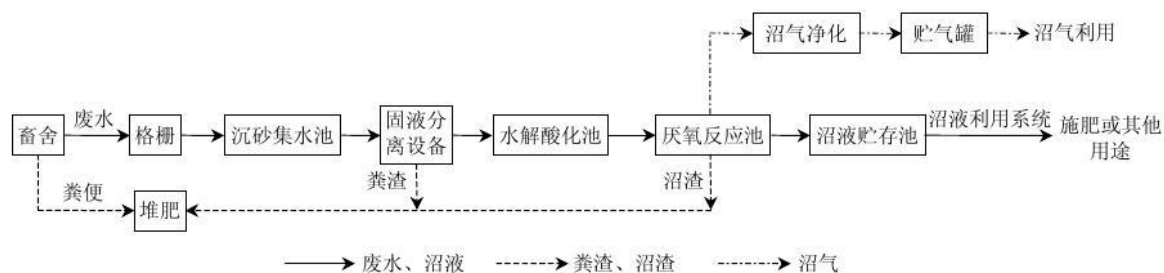 沼气净化
贮气罐
沼气利用
畜舍
废水
格栅
沉砂集水池
固液分
离设备
水解酸化池
厌氧反应池
沼液贮存池
沼液利用系统
施肥或其他
用途
粪便
堆肥
粪渣
沼渣
废水、沼液
粪渣、沼渣
沼气